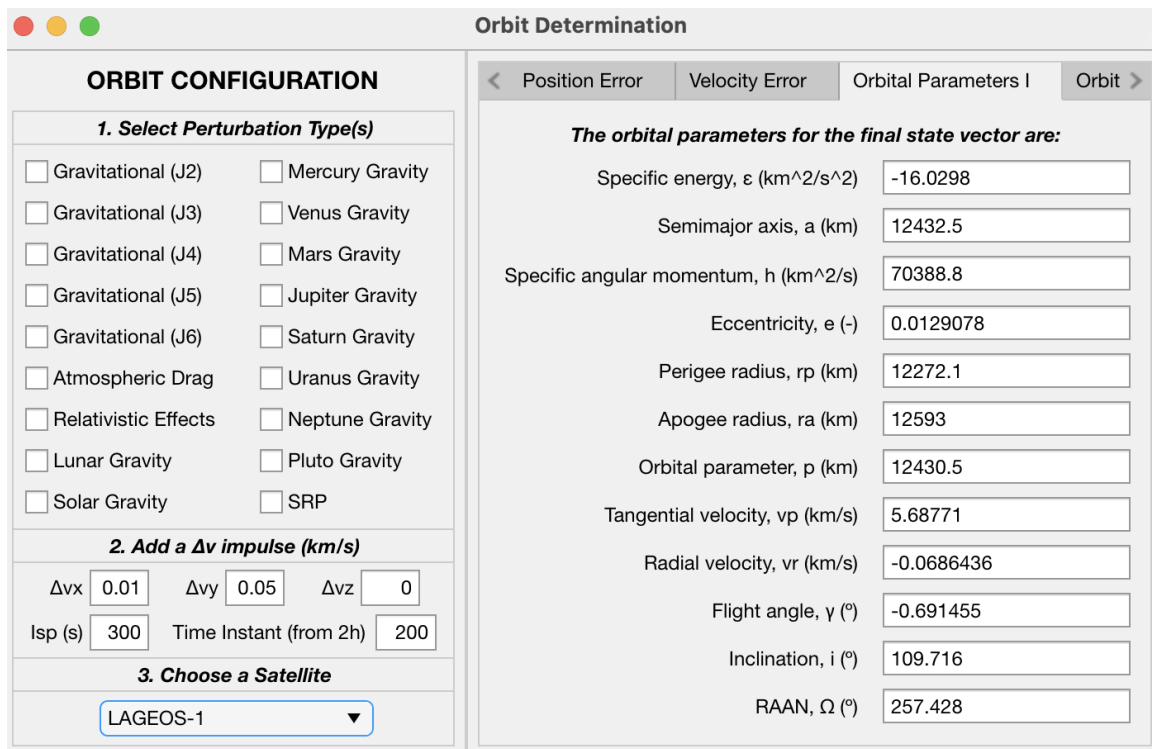 Orbit Determination
ORBIT CONFIGURATION
1. Select Perturbation Type(s)
Gravitational (J2) Mercury Gravity
Gravitational (J3) Venus Gravity
Gravitational (J4) Mars Gravity
Gravitational (J5) Jupiter Gravity
Gravitational (J6) Saturn Gravity
Atmospheric Drag Uranus Gravity
Relativistic Effects Neptune Gravity
Lunar Gravity Pluto Gravity
Solar Gravity SRP
2. Add a Δv impulse (km/s)
Δvx 0.01 Δvy 0.05 Δvz 0
Isp (s) 300 Time Instant (from 2h) 200
3. Choose a Satellite
LAGEOS-1
Position Error Velocity Error Orbital Parameters I Orbit
The orbital parameters for the final state vector are:
Specific energy, ε (km^2/s^2) -16.0298
Semimajor axis, a (km) 12432.5
Specific angular momentum, h (km^2/s) 70388.8
Eccentricity, e (-) 0.0129078
Perigee radius, rp (km) 12272.1
Apogee radius, ra (km) 12593
Orbital parameter, p (km) 12430.5
Tangential velocity, vp (km/s) 5.68771
Radial velocity, vr (km/s) -0.0686436
Flight angle, γ (º) -0.691455
Inclination, i (º) 109.716
RAAN, Ω (º) 257.428